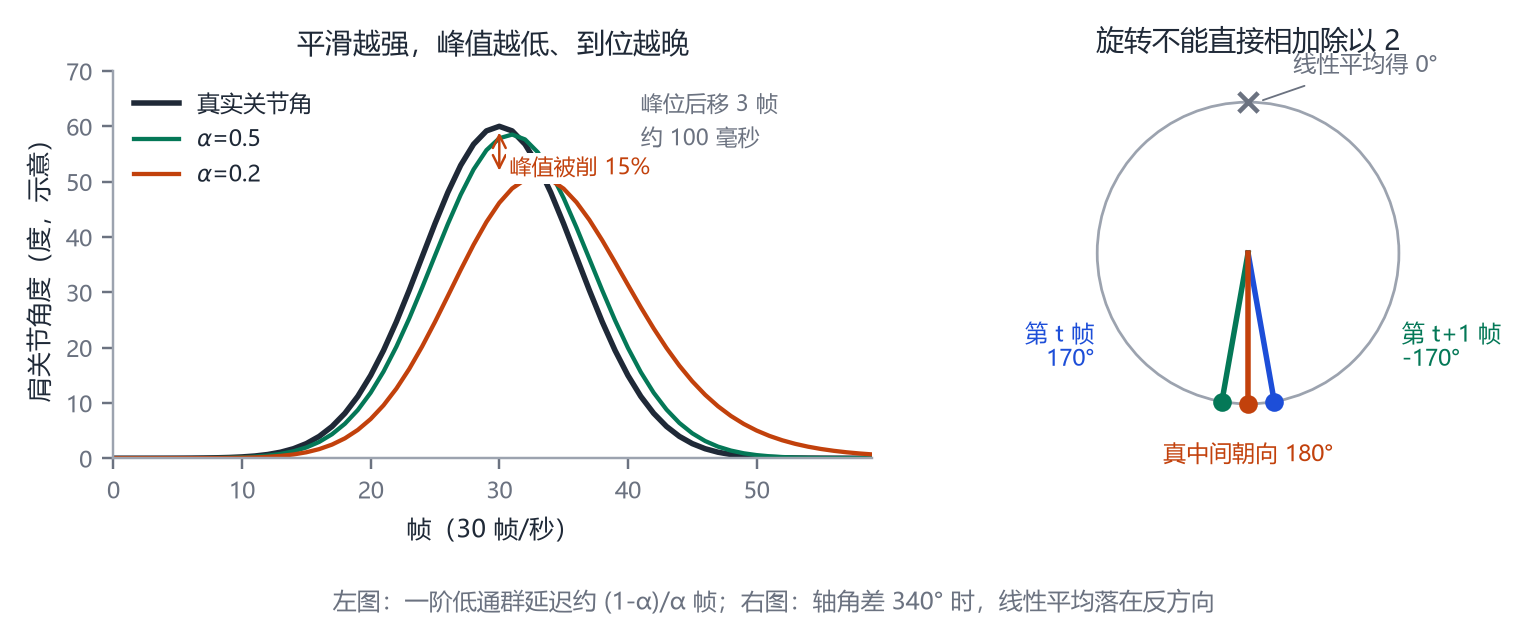 平滑越强，峰值越低、到位越晚
70
60
50
40
30
20
10
0
肩关节角度（度，示意）
真实关节角
α=0.5
α=0.2
峰位后移 3 帧
约 100 毫秒
峰值被削 15%
0
10
20
30
40
50
帧（30 帧/秒）
旋转不能直接相加除以 2
线性平均得 0°
第 t 帧
170°
第 t+1 帧
-170°
真中间朝向 180°
左图：一阶低通群延迟约 (1-α)/α 帧；右图：轴角差 340° 时，线性平均落在反方向